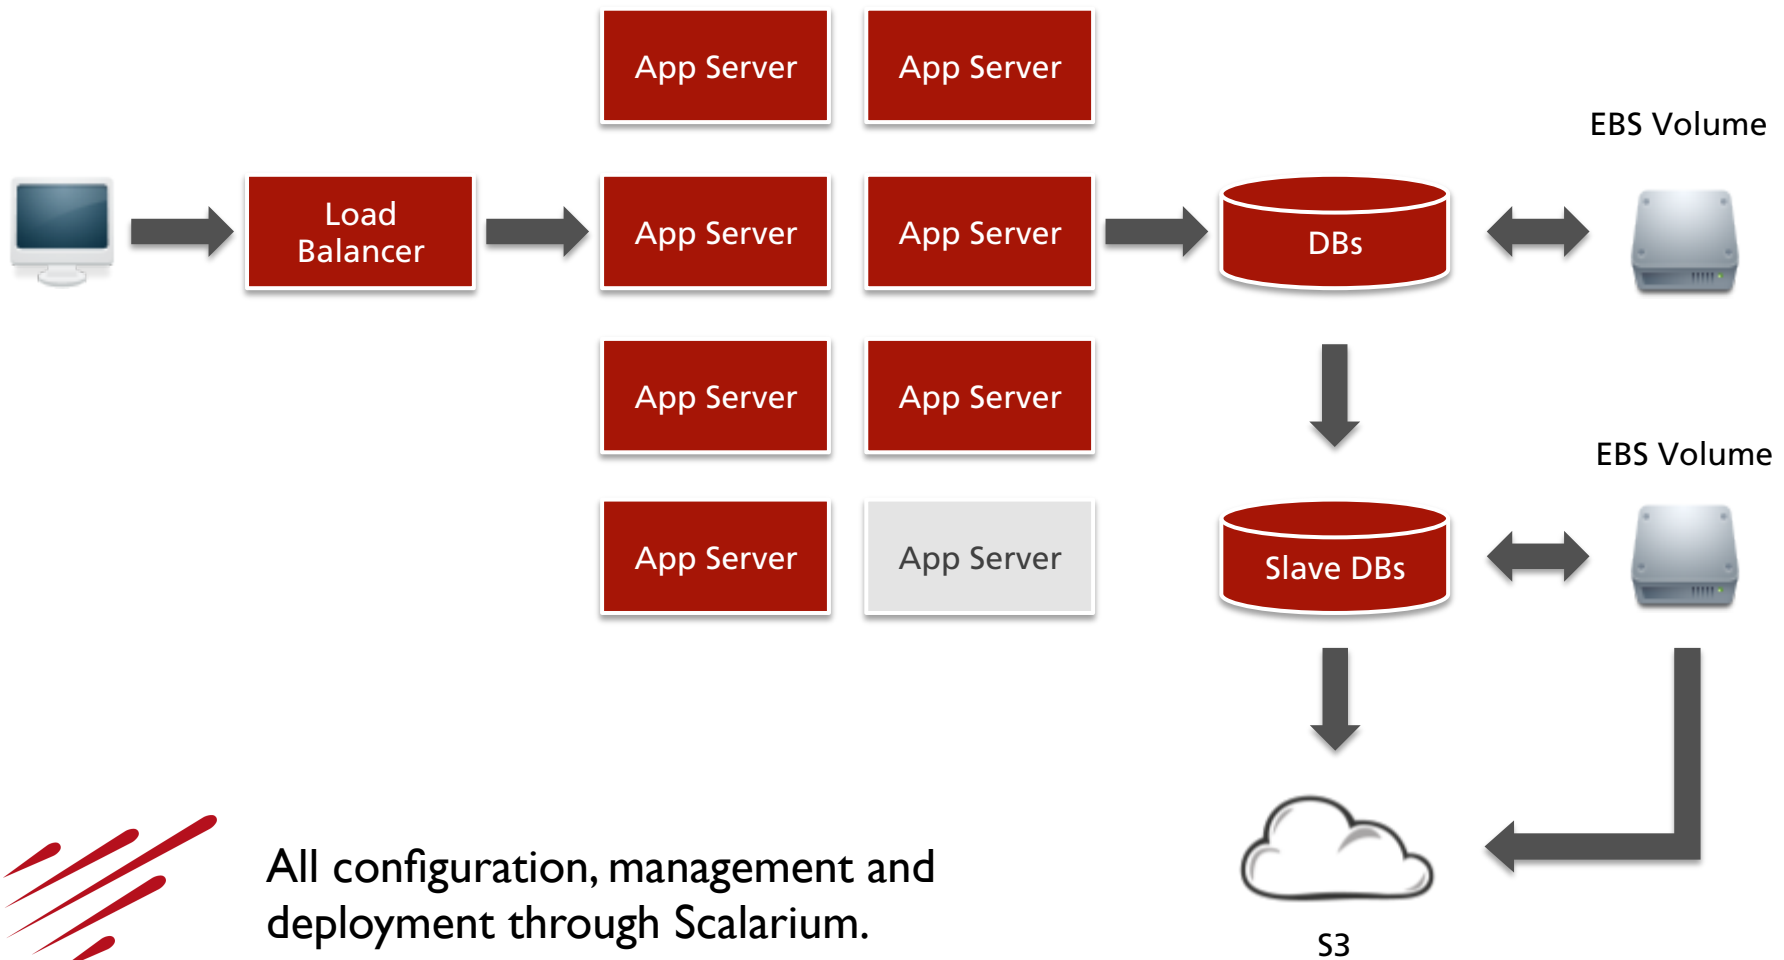 App Server
App Server
EBS Volume
Load
Balancer
App Server
App Server
DBs
App Server
App Server
EBS Volume
App Server
App Server
Slave DBs
All configuration, management and
deployment through Scalarium.
S3